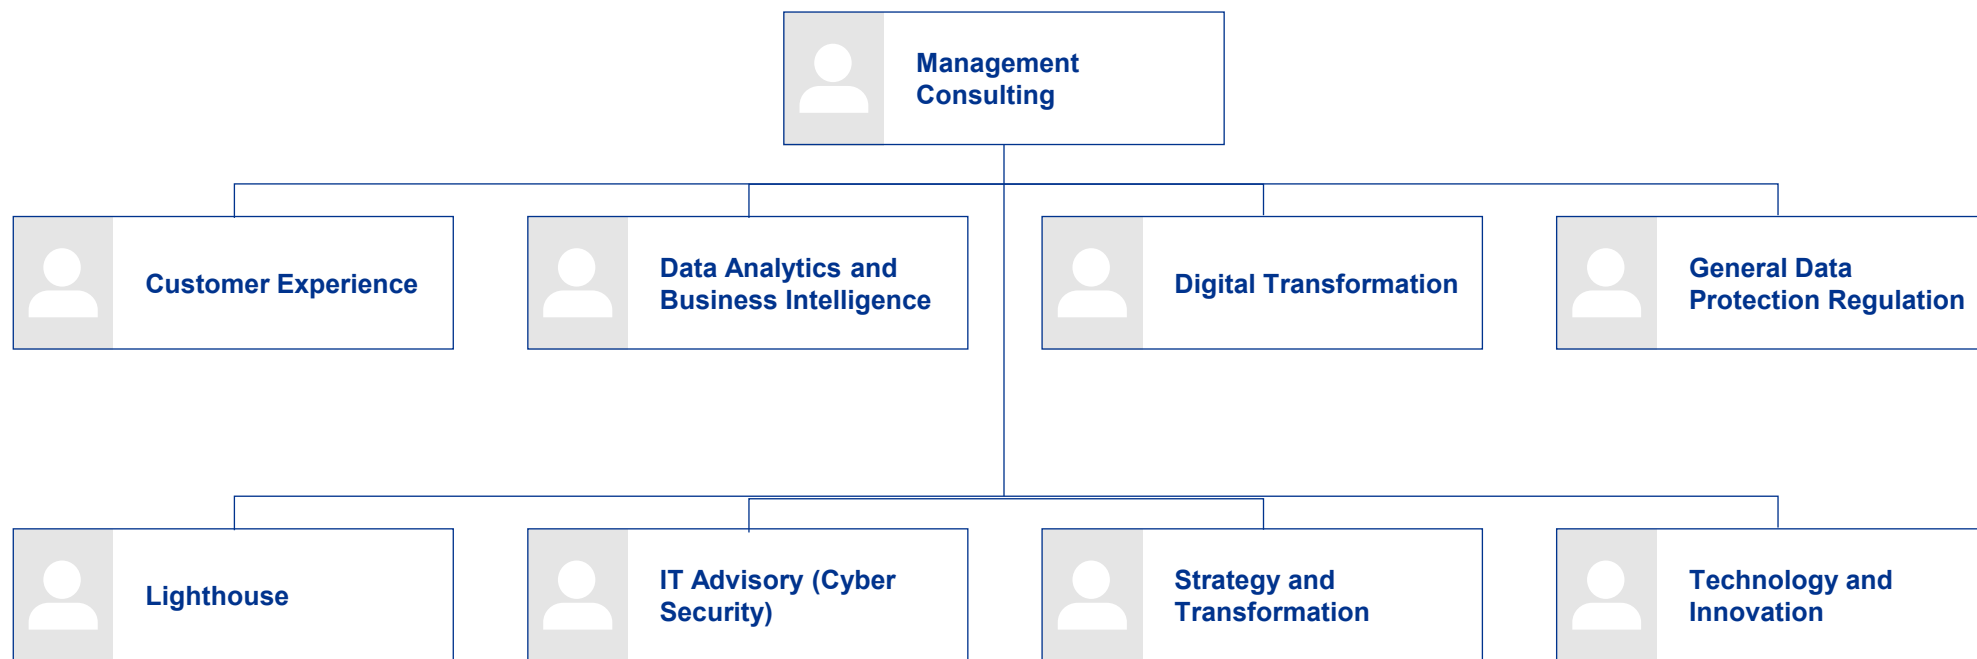 Management
Consulting
Customer Experience
Data Analytics and
Business Intelligence
Digital Transformation
General Data
Protection Regulation
Lighthouse
IT Advisory (Cyber
Security)
Strategy and
Transformation
Technology and
Innovation